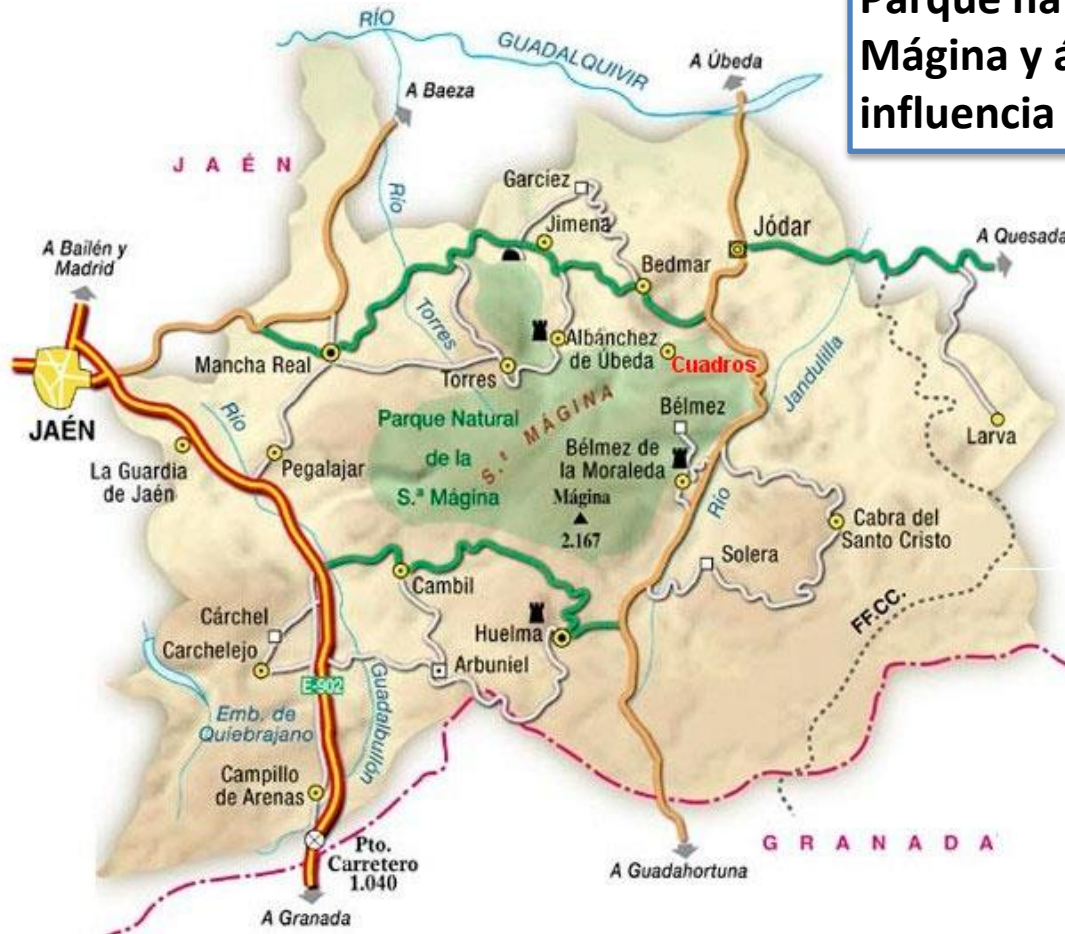 Mágina y á
influencia
RÍO
GUADALQUIVIR
A Úbeda
A Baeza
J A É N
Río
Garcíez
Jimena
Jódar
A Quesada
A Bailén y
Madrid
Bedmar
Torres
Albánchez
de Úbeda
Cuadros
Jandulilla
Mancha Real
Torres
JAÉN
Río
Parque Natural
de la
S.ª Mágina
S.ª MÁGINA
Bélmez
Larva
La Guardia
de Jaén
Pegalajar
Bélmez de
la Moraleda
Río
Mágina
2.167
Cabra del
Santo Cristo
Solera
Cambil
Cárchel
Carchelejo
Huelma
FF.CC.
Arbuniel
E-902
Guadalbullón
Emb. de
Quiebrajano
Campillo
de Arenas
Pto.
Carretero
1.040
G R A N A D A
A Guadahortuna
A Granada